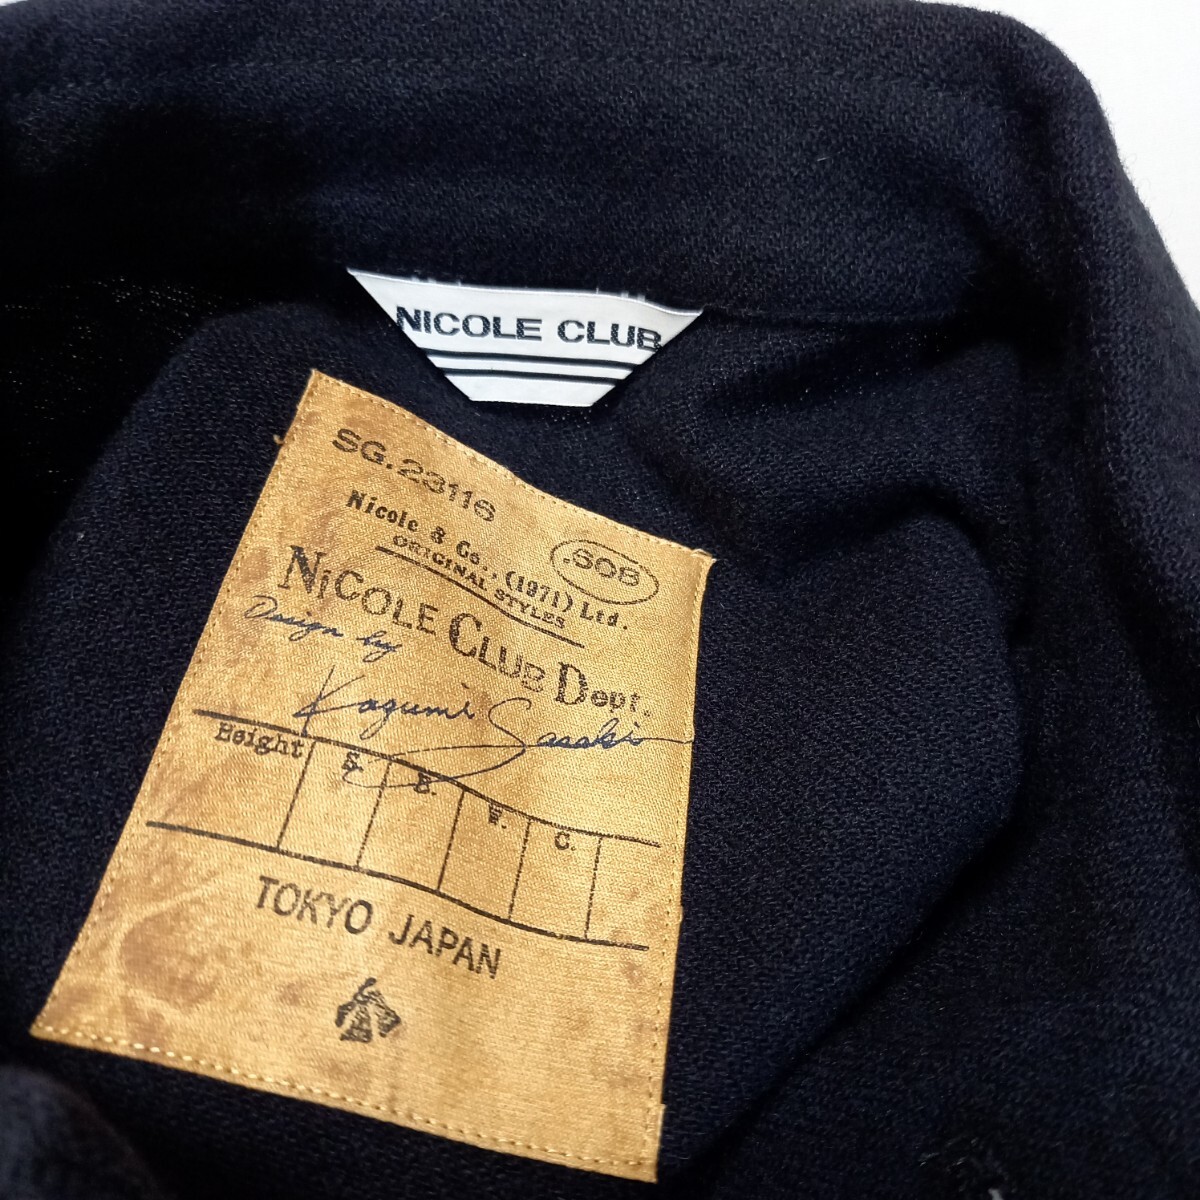 NICOLE CLUB
SG.23116
Nicole & Co., (1971) Ltd.
.608
ORIGINAL STYLES
NiCOLE CLUB Dept.
Design by
Kazumi Sasaki
Height S. B. W. C.
TOKYO JAPAN